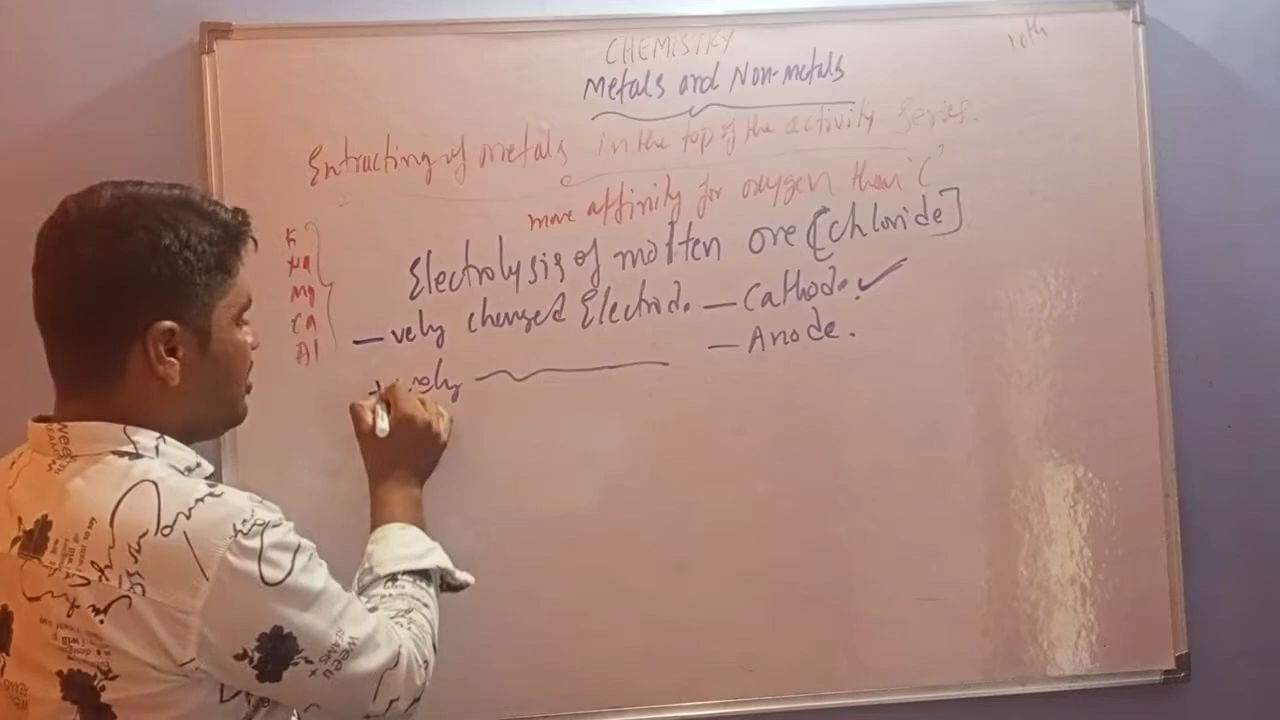 CHEMISTRY
10th
Metals and Non-metals
Extracting of metals in the top of the activity series.
more affinity for oxygen than 'C'
K
Na
Mg
Ca
Al
Electrolysis of molten ore [chloride]
— vely charged Electrode — Cathode. ✓
+ vely — Anode.